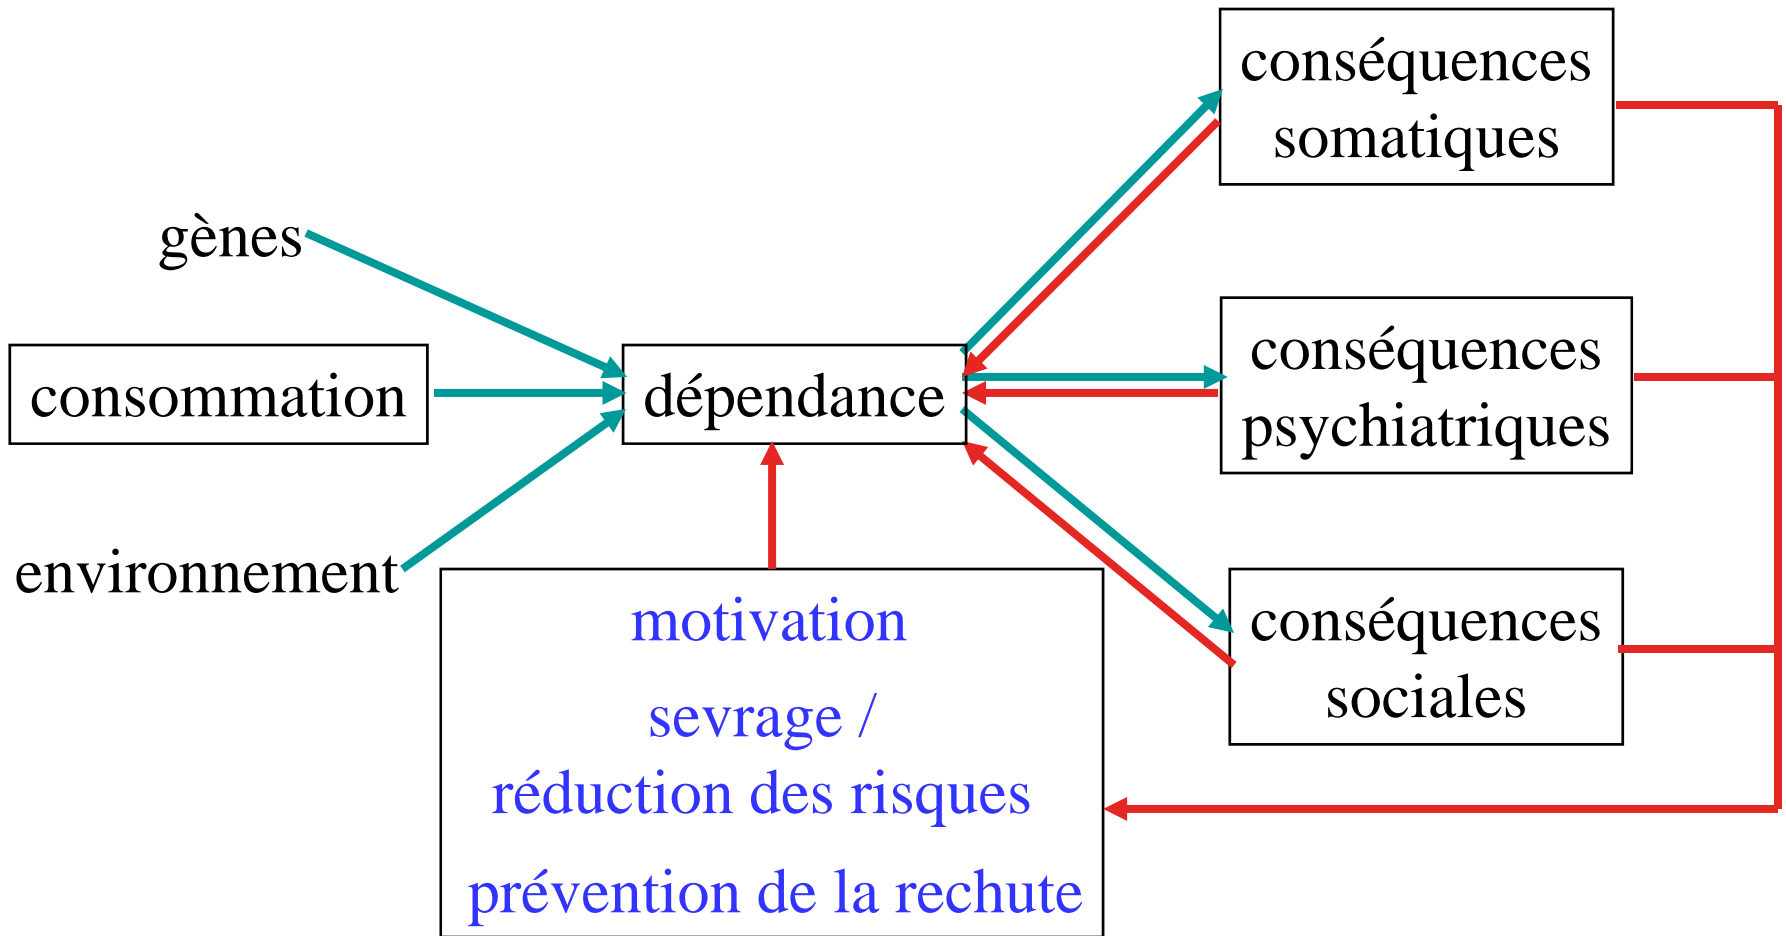 gènes
consommation
environnement
dépendance
conséquences
somatiques
conséquences
psychiatriques
conséquences
sociales
motivation
sevrage /
réduction des risques
prévention de la rechute